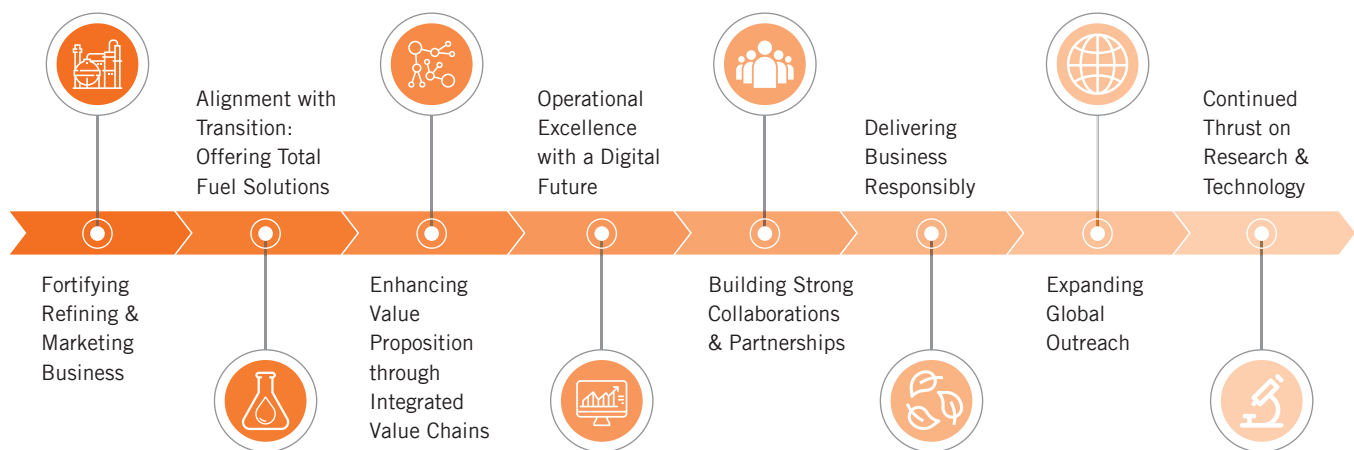 Fortifying
Refining &
Marketing
Business
Alignment with
Transition:
Offering Total
Fuel Solutions
Enhancing
Value
Proposition
through
Integrated
Value Chains
Operational
Excellence
with a Digital
Future
Building Strong
Collaborations
& Partnerships
Delivering
Business
Responsibly
Expanding
Global
Outreach
Continued
Thrust on
Research &
Technology